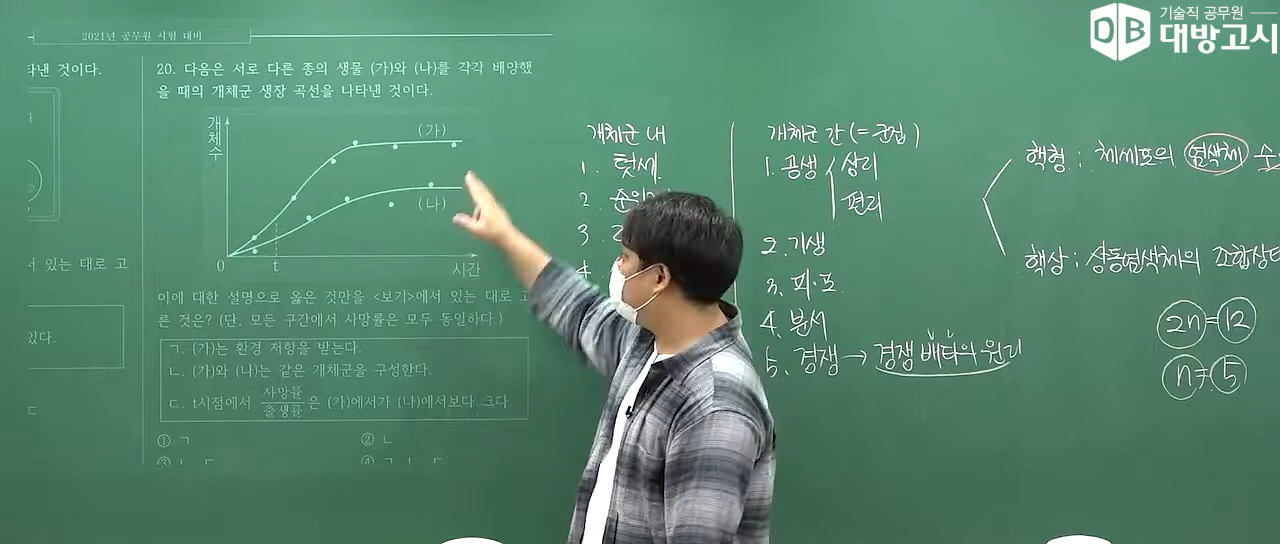 기술직 공무원
DB 대방고시
2021년 공무원 시험 대비
낸 것이다.
서 있는 대로 고
있다.
ㄷ
20. 다음은 서로 다른 종의 생물 (가)와 (나)를 각각 배양했
을 때의 개체군 생장 곡선을 나타낸 것이다.
개체수
(가)
(나)
0
t
시간
이에 대한 설명으로 옳은 것만을 <보기>에서 있는 대로 고
른 것은? (단, 모든 구간에서 사망률은 모두 동일하다.)
ㄱ. (가)는 환경 저항을 받는다.
ㄴ. (가)와 (나)는 같은 개체군을 구성한다.
ㄷ. t시점에서 사망률/출생률은 (가)에서가 (나)에서보다 크다
① ㄱ
② ㄴ
개체군 내
1. 텃세
2.
3.
4.
개체군 간 (= 군집)
1. 공생
상리
편리
2. 기생
3. 피·포.
4. 분서
5. 경쟁 → 경쟁 배타의 원리
핵형 : 체세포의 염색체 수
핵상 : 상동염색체의 조합상태
2n = 12
n ≠ 5